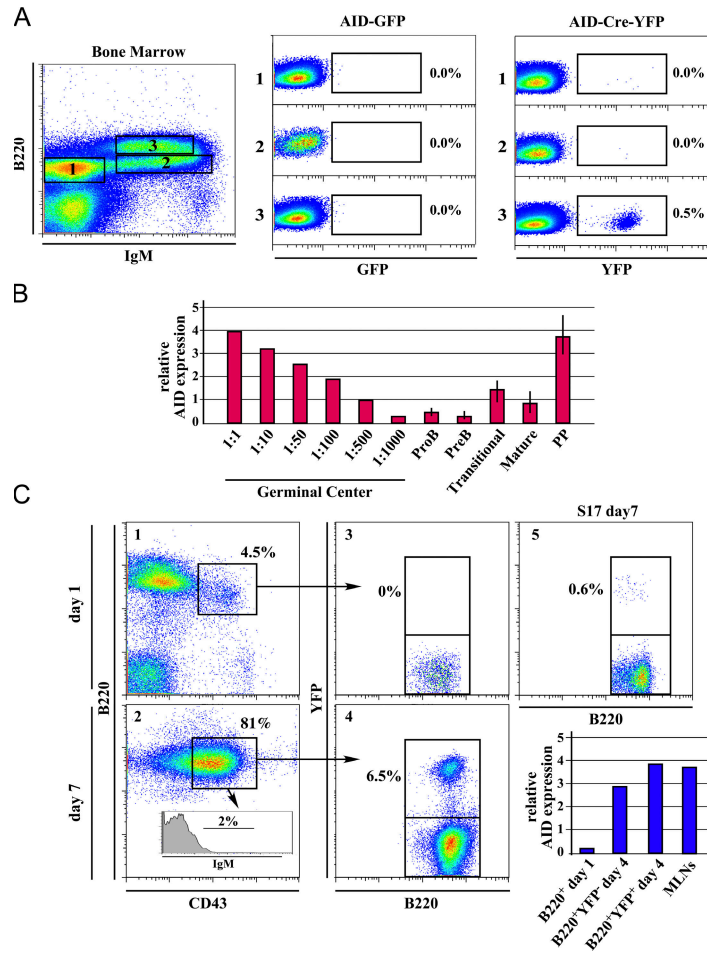 A
Bone Marrow
B220
1
2
3
IgM
AID-GFP
1
0.0%
2
0.0%
3
0.0%
GFP
AID-Cre-YFP
1
0.0%
2
0.0%
3
0.5%
YFP
B
relative
AID expression
5
4
3
2
1
0
1:1
1:10
1:50
1:100
1:500
1:1000
ProB
PreB
Transitional
Mature
PP
Germinal Center
C
day 1
day 7
B220
1
4.5%
2
81%
2%
IgM
CD43
YFP
3
0%
4
6.5%
B220
S17 day7
5
0.6%
B220
relative
AID expression
5
4
3
2
1
0
B220+ day 1
B220+YFP- day 4
B220+YFP+ day 4
MLNs